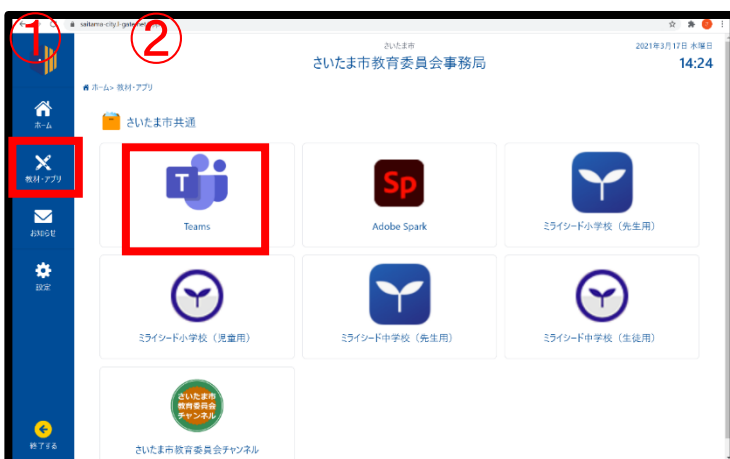 ①
②
さいたま市
さいたま市教育委員会事務局
2021年3月17日 水曜日
14:24
ホーム> 教材・アプリ
さいたま市共通
ホーム
教材・アプリ
お知らせ
設定
終了する
T
Teams
Sp
Adobe Spark
ミライシード小学校（先生用）
ミライシード小学校（児童用）
ミライシード中学校（先生用）
ミライシード中学校（生徒用）
さいたま市
教育委員会
チャンネル
さいたま市教育委員会チャンネル